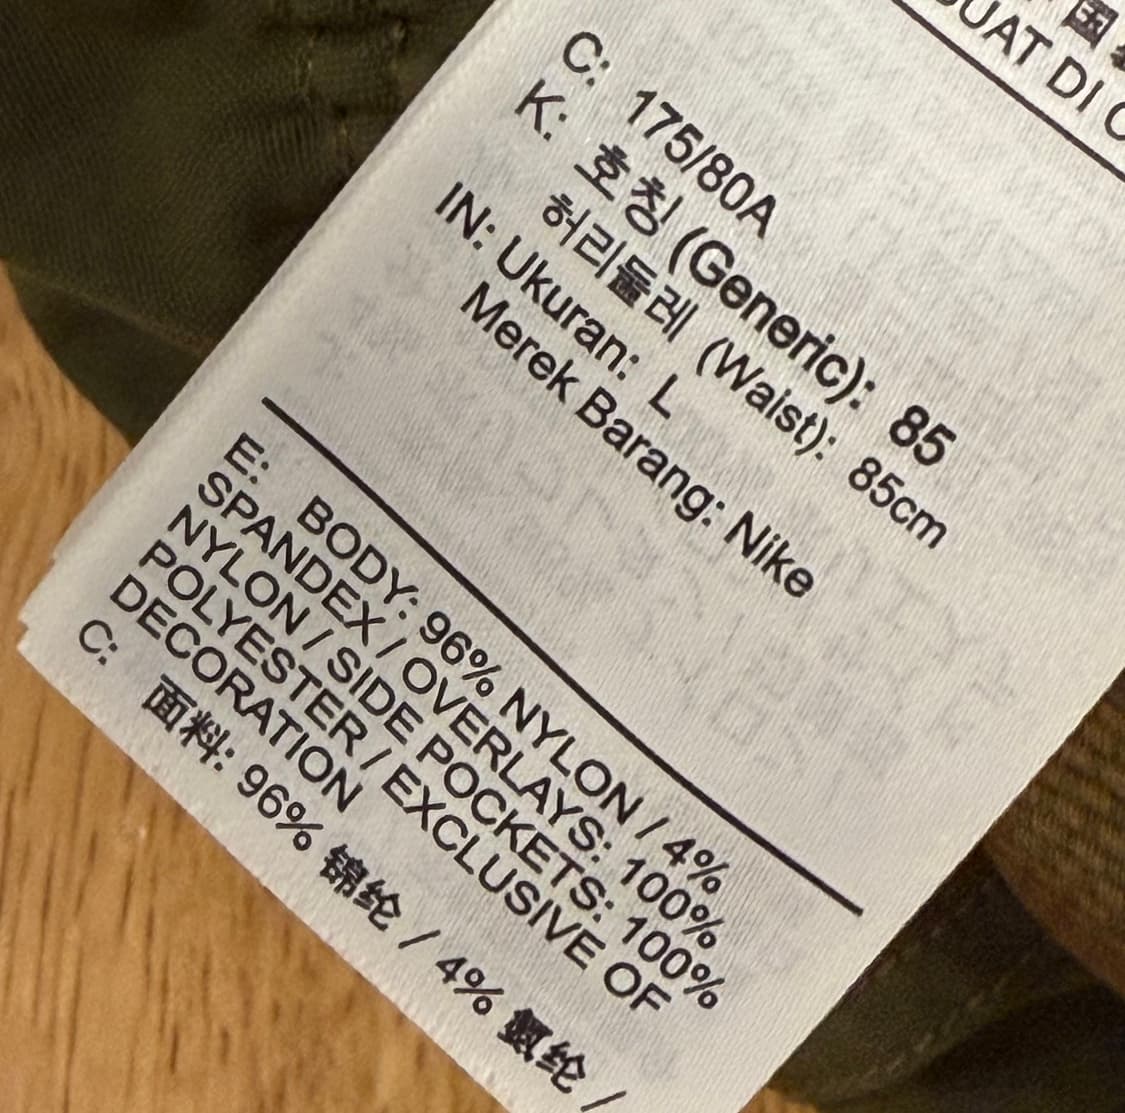 国
BUAT DI
C: 175/80A
K: 호칭 (Generic): 85
허리둘레 (Waist): 85cm
IN: Ukuran: L
Merek Barang: Nike
E: BODY: 96% NYLON / 4%
SPANDEX / OVERLAYS: 100%
NYLON / SIDE POCKETS: 100%
POLYESTER / EXCLUSIVE OF
DECORATION
C: 面料: 96% 锦纶 / 4% 氨纶 /